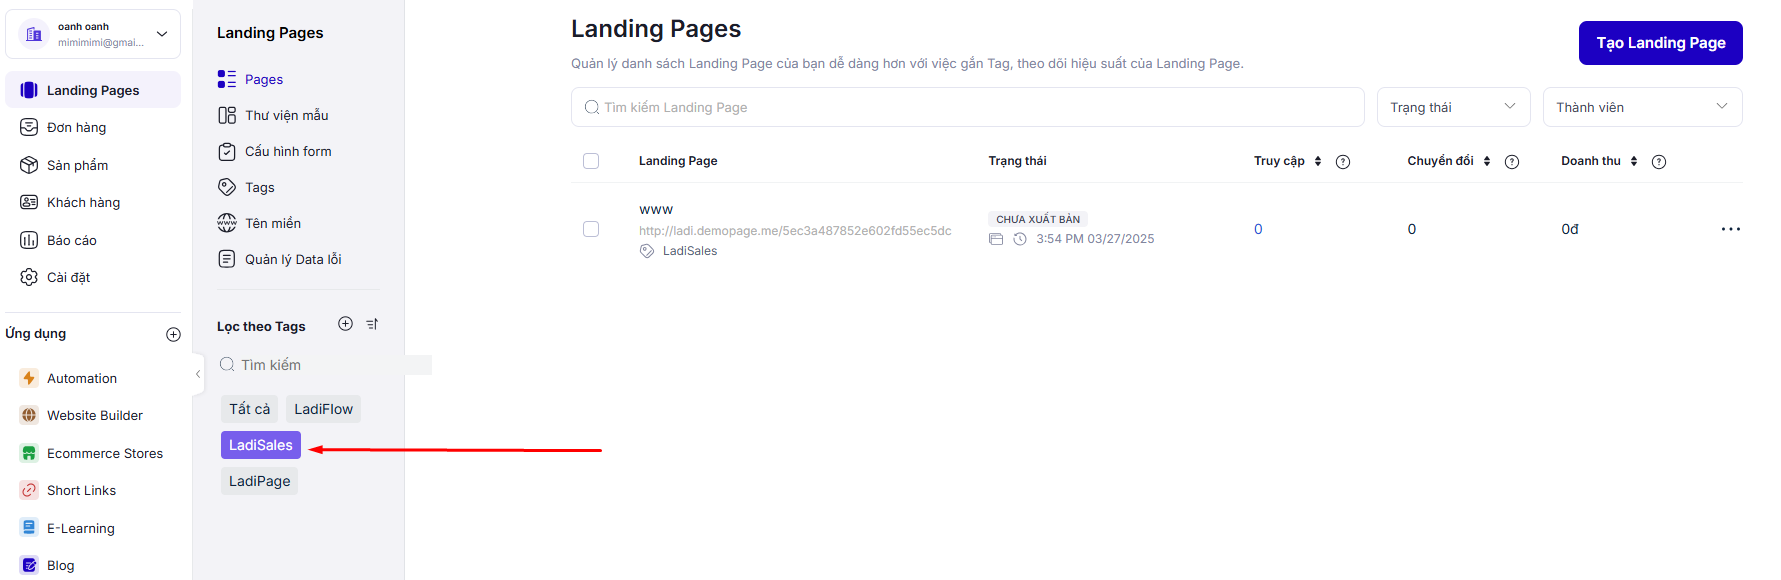 oanh oanh
mimimimi@gmai...
Landing Pages
Đơn hàng
Sản phẩm
Khách hàng
Báo cáo
Cài đặt
Ứng dụng
Automation
Website Builder
Ecommerce Stores
Short Links
E-Learning
Blog
Landing Pages
Pages
Thư viện mẫu
Cấu hình form
Tags
Tên miền
Quản lý Data lỗi
Lọc theo Tags
Tìm kiếm
Tất cả LadiFlow
LadiSales
LadiPage
Landing Pages
Quản lý danh sách Landing Page của bạn dễ dàng hơn với việc gắn Tag, theo dõi hiệu suất của Landing Page.
Tạo Landing Page
Tìm kiếm Landing Page
Trạng thái
Thành viên
Landing Page Trạng thái Truy cập Chuyển đổi Doanh thu
www
http://ladi.demopage.me/5ec3a487852e602fd55ec5dc
LadiSales
CHƯA XUẤT BẢN
3:54 PM 03/27/2025
0 0 0đ